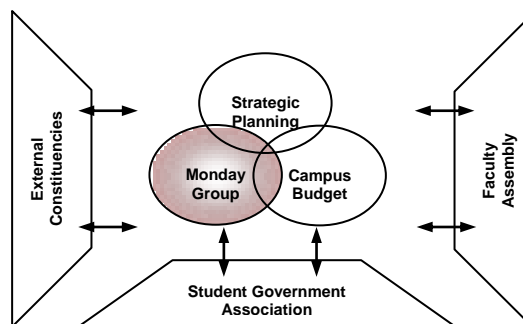 Strategic
Planning
Monday
Group
Campus
Budget
External
Constituencies
Faculty
Assembly
Student Government
Association